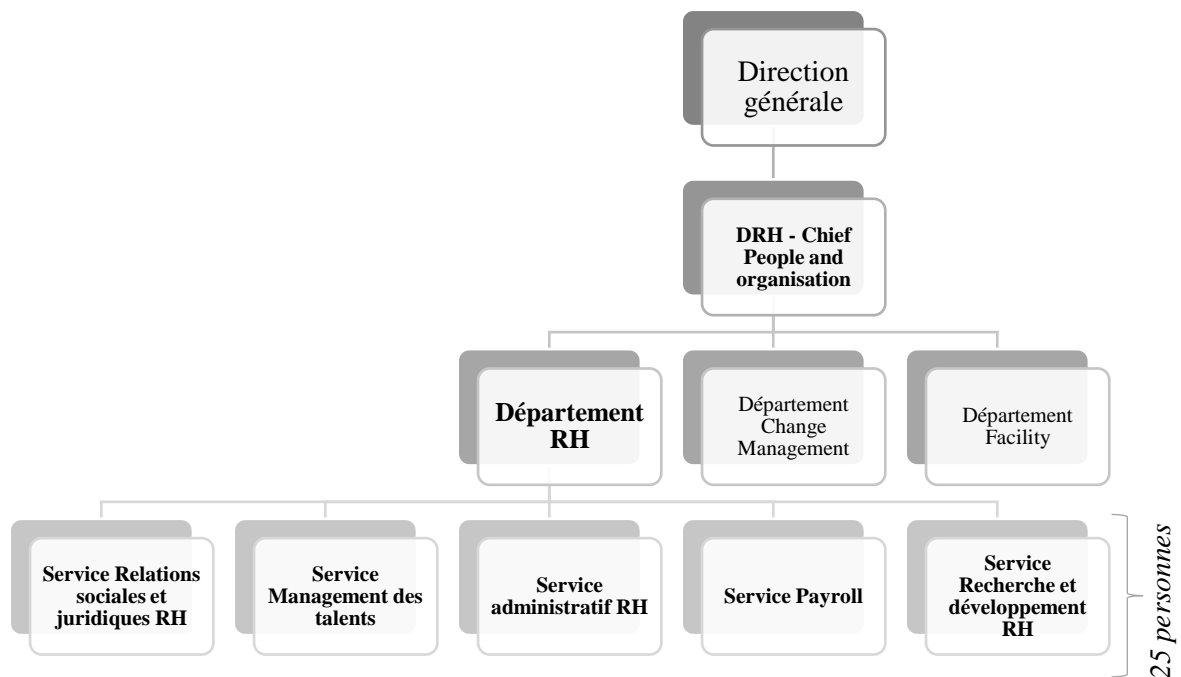 Direction
générale
DRH - Chief
People and
organisation
Département
RH
Département
Change
Management
Département
Facility
Service Relations
sociales et
juridiques RH
Service
Management des
talents
Service
administratif RH
Service Payroll
Service
Recherche et
développement
RH
25 personnes